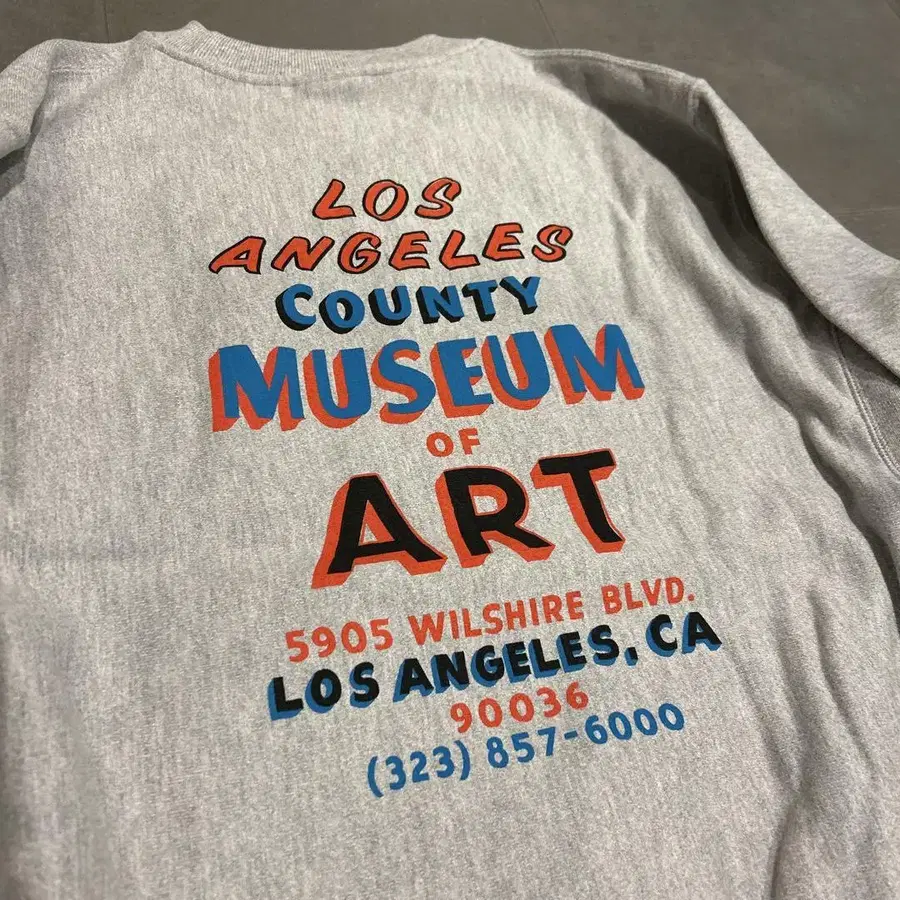 LOS
ANGELES
COUNTY
MUSEUM
OF
ART
5905 WILSHIRE BLVD.
LOS ANGELES, CA
90036
(323) 857-6000